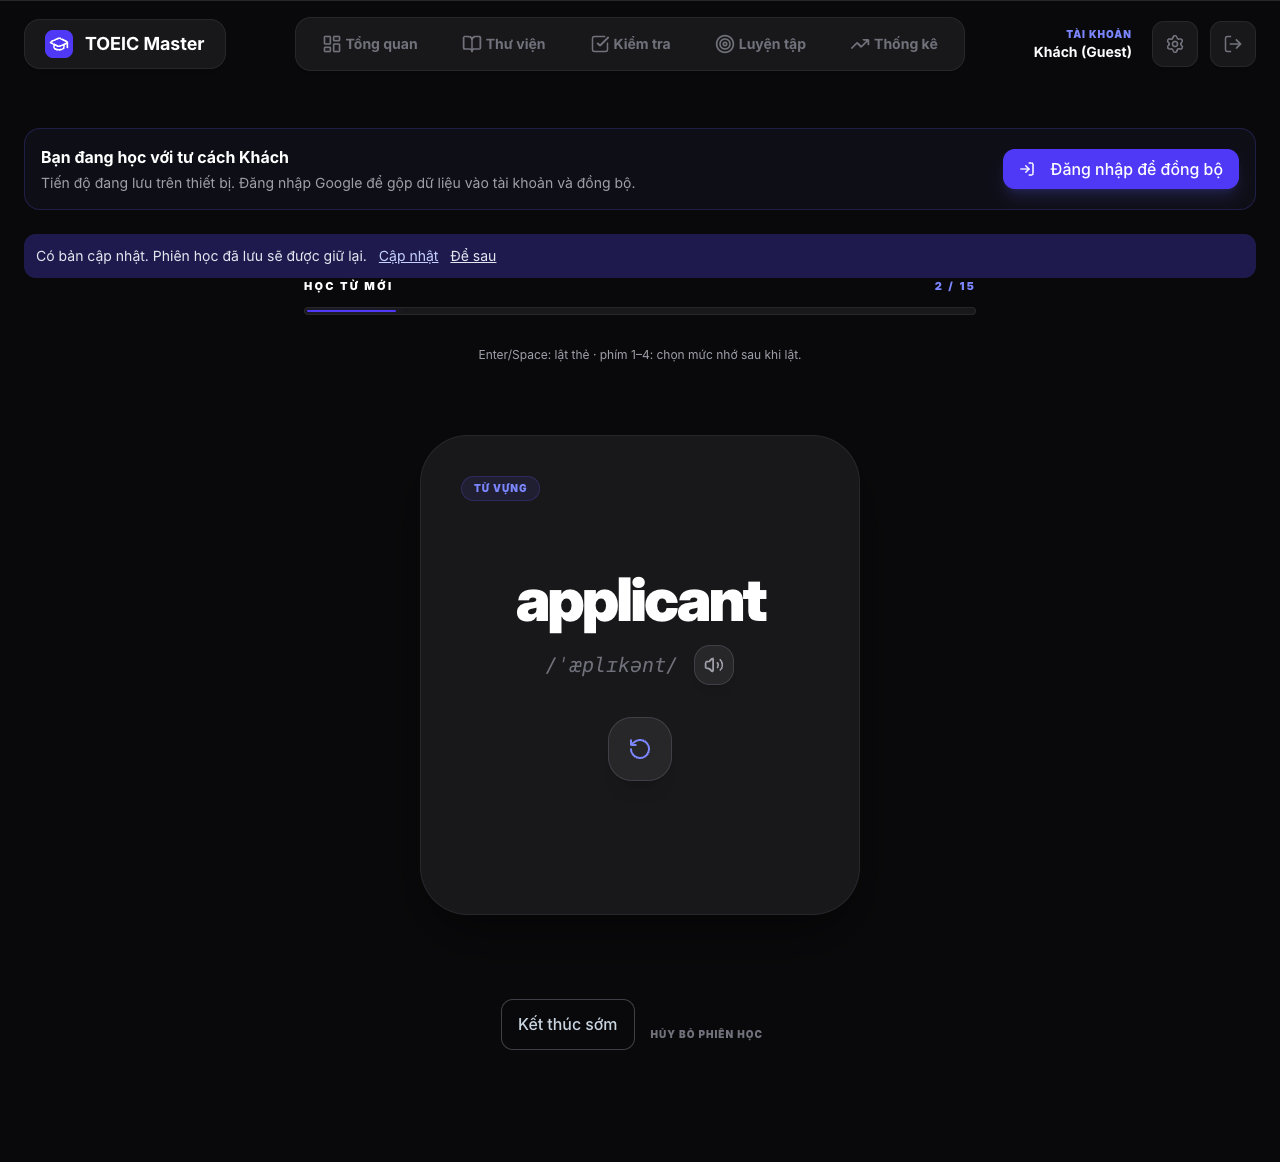 TOEIC Master
Tổng quan
Thư viện
Kiểm tra
Luyện tập
Thống kê
TÀI KHOẢN
Khách (Guest)
Bạn đang học với tư cách Khách
Tiến độ đang lưu trên thiết bị. Đăng nhập Google để gộp dữ liệu vào tài khoản và đồng bộ.
Đăng nhập để đồng bộ
Có bản cập nhật. Phiên học đã lưu sẽ được giữ lại. Cập nhật Để sau
HỌC TỪ MỚI
2 / 15
Enter/Space: lật thẻ · phím 1–4: chọn mức nhớ sau khi lật.
TỪ VỰNG
applicant
/ˈæplɪkənt/
Kết thúc sớm
HỦY BỎ PHIÊN HỌC